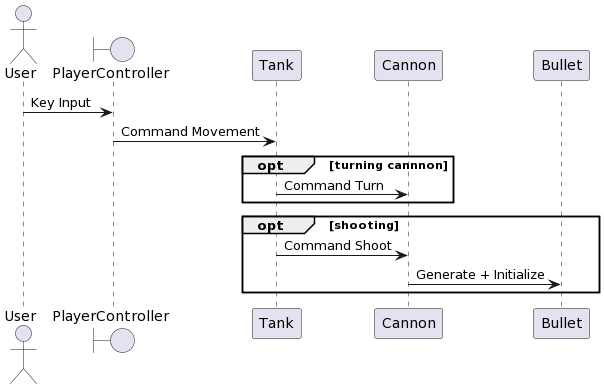 User PlayerController Tank Cannon Bullet
Key Input
Command Movement
opt [turning cannnon]
Command Turn
opt [shooting]
Command Shoot
Generate + Initialize
User PlayerController Tank Cannon Bullet